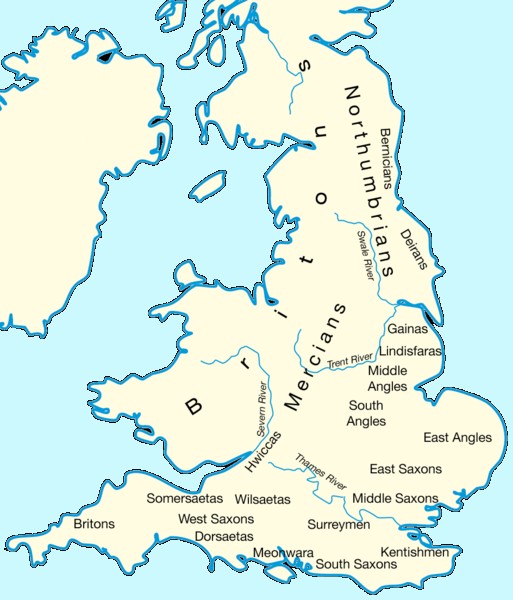 Britons
Northumbrians
Bernicians
Deirans
Swale River
Gainas
Lindisfaras
Trent River
Mercians
Middle
Angles
South
Angles
East Angles
Severn River
Hwiccas
Thames River
East Saxons
Middle Saxons
Somersaetas
Wilsaetas
Britons
West Saxons
Surreymen
Dorsaetas
Meonwara
Kentishmen
South Saxons